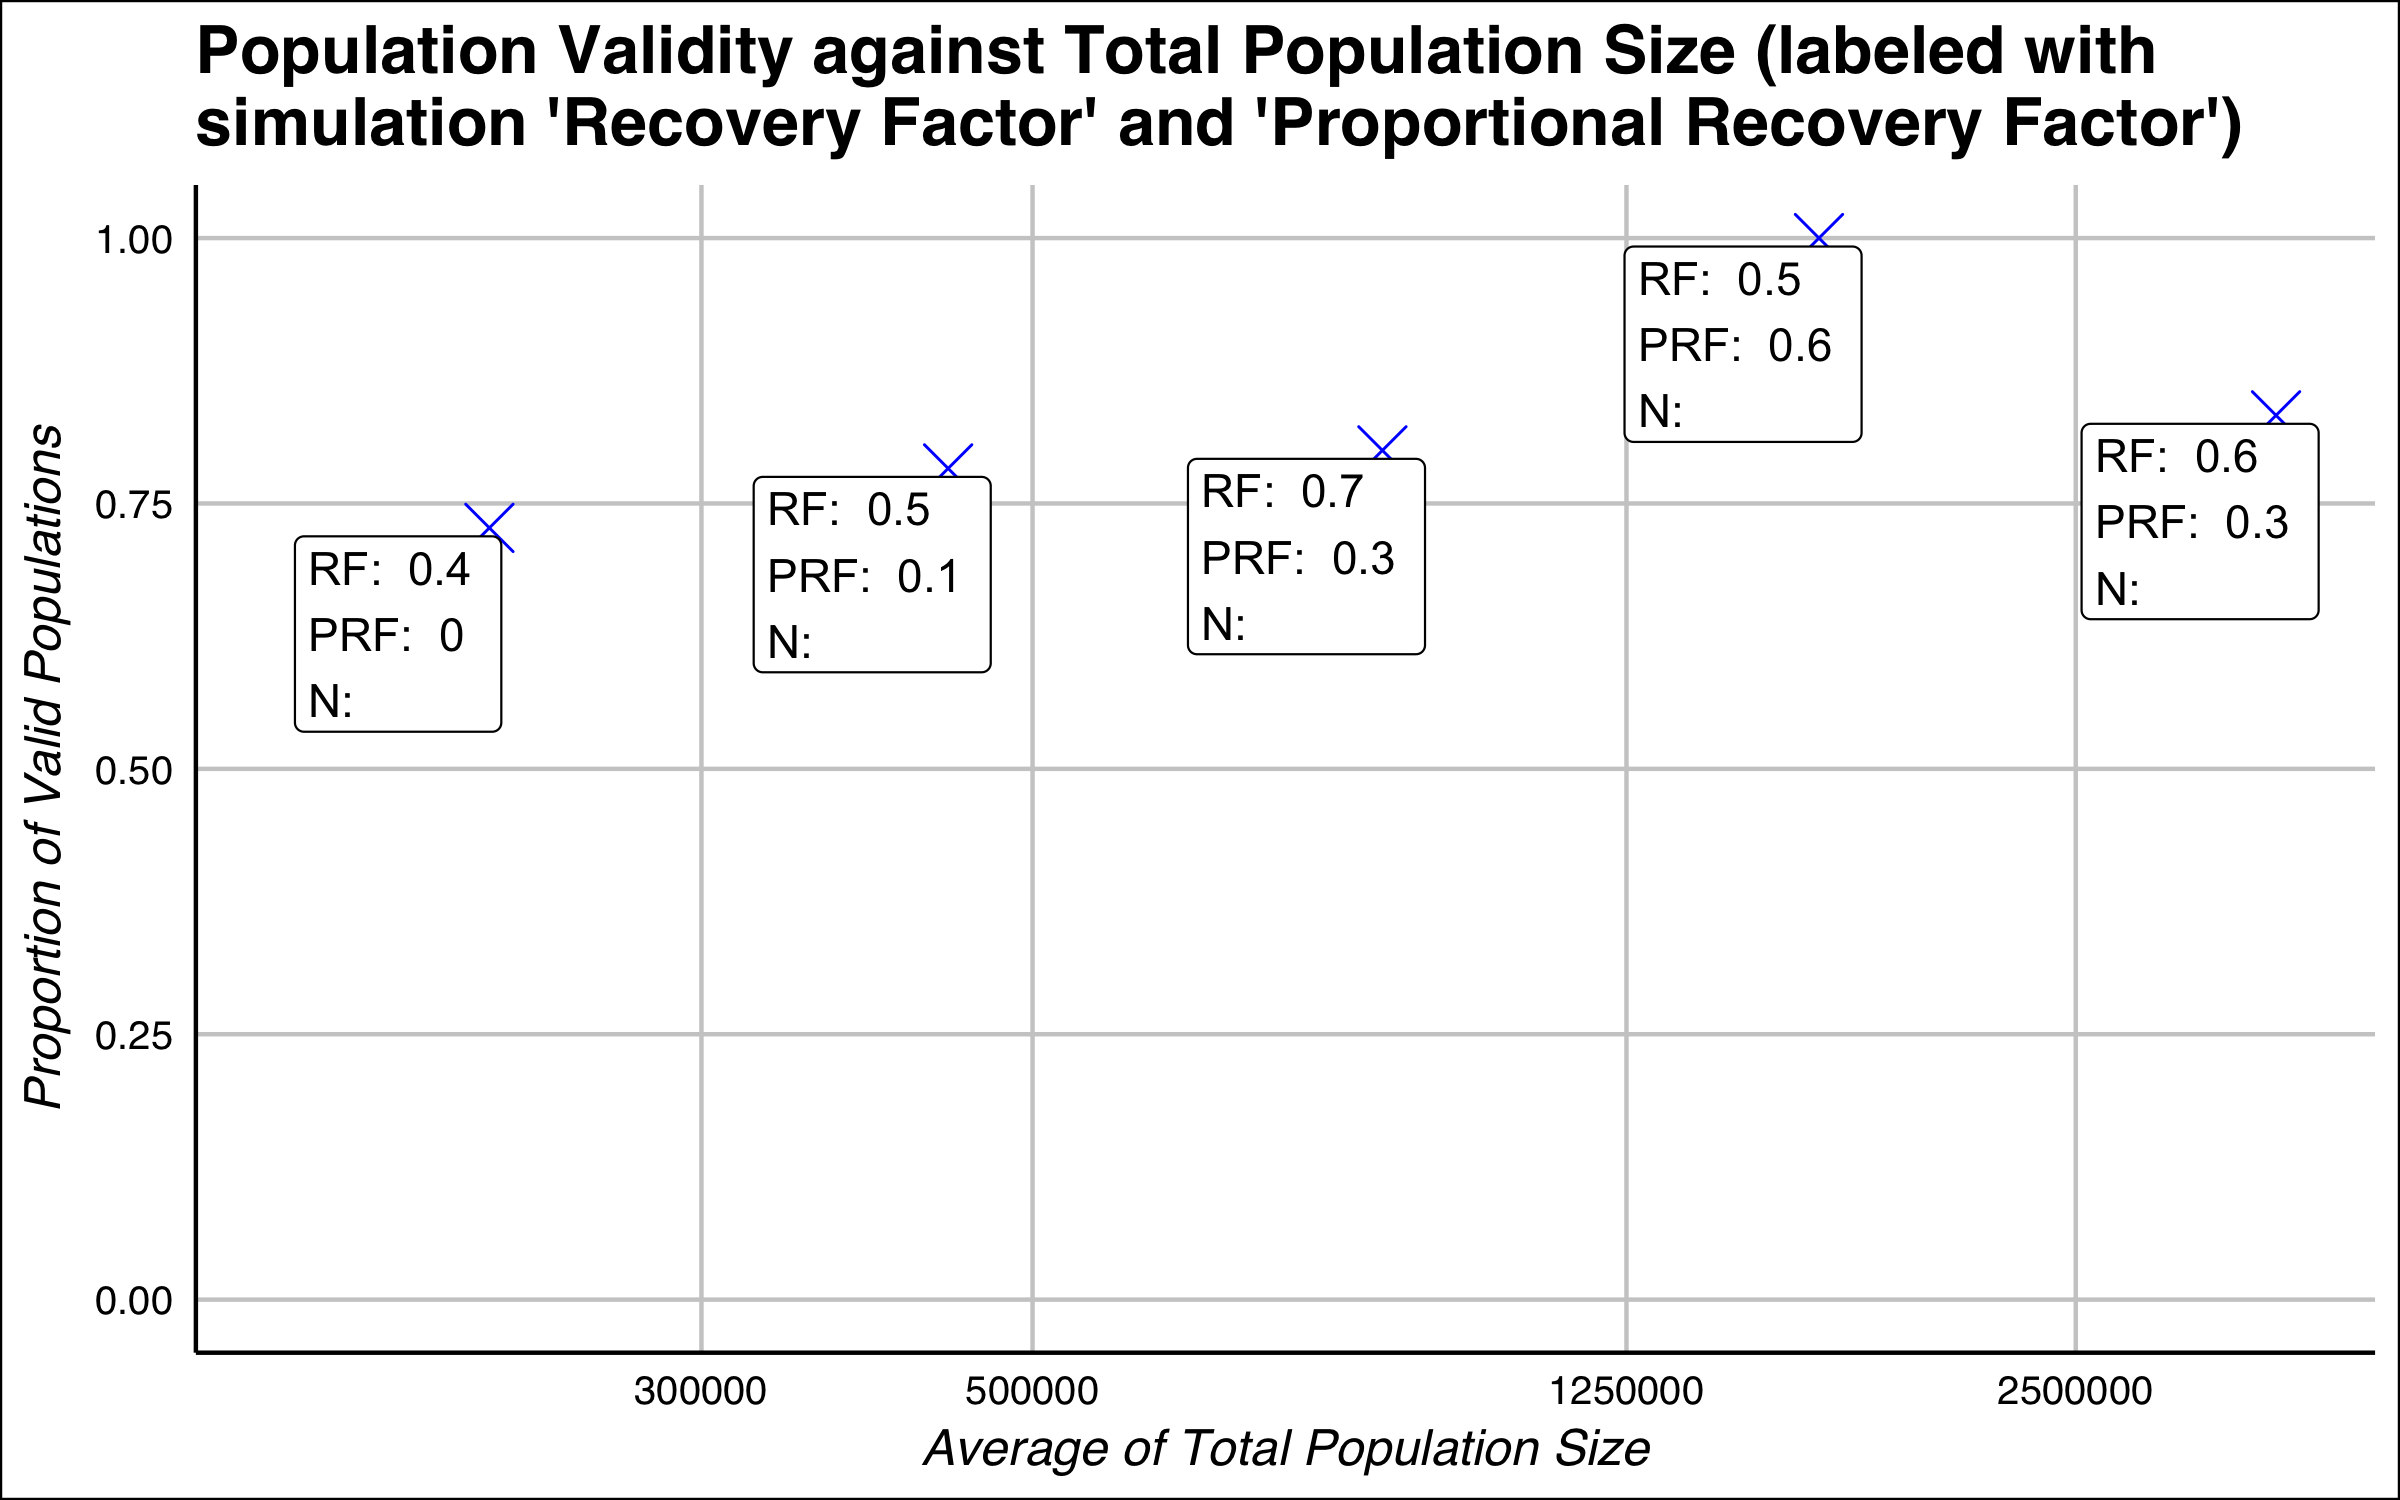 Population Validity against Total Population Size (labeled with
simulation 'Recovery Factor' and 'Proportional Recovery Factor')
Proportion of Valid Populations
1.00
0.75
0.50
0.25
0.00
RF: 0.4
PRF: 0
N:
RF: 0.5
PRF: 0.1
N:
RF: 0.7
PRF: 0.3
N:
RF: 0.5
PRF: 0.6
N:
RF: 0.6
PRF: 0.3
N:
300000
500000
1250000
2500000
Average of Total Population Size